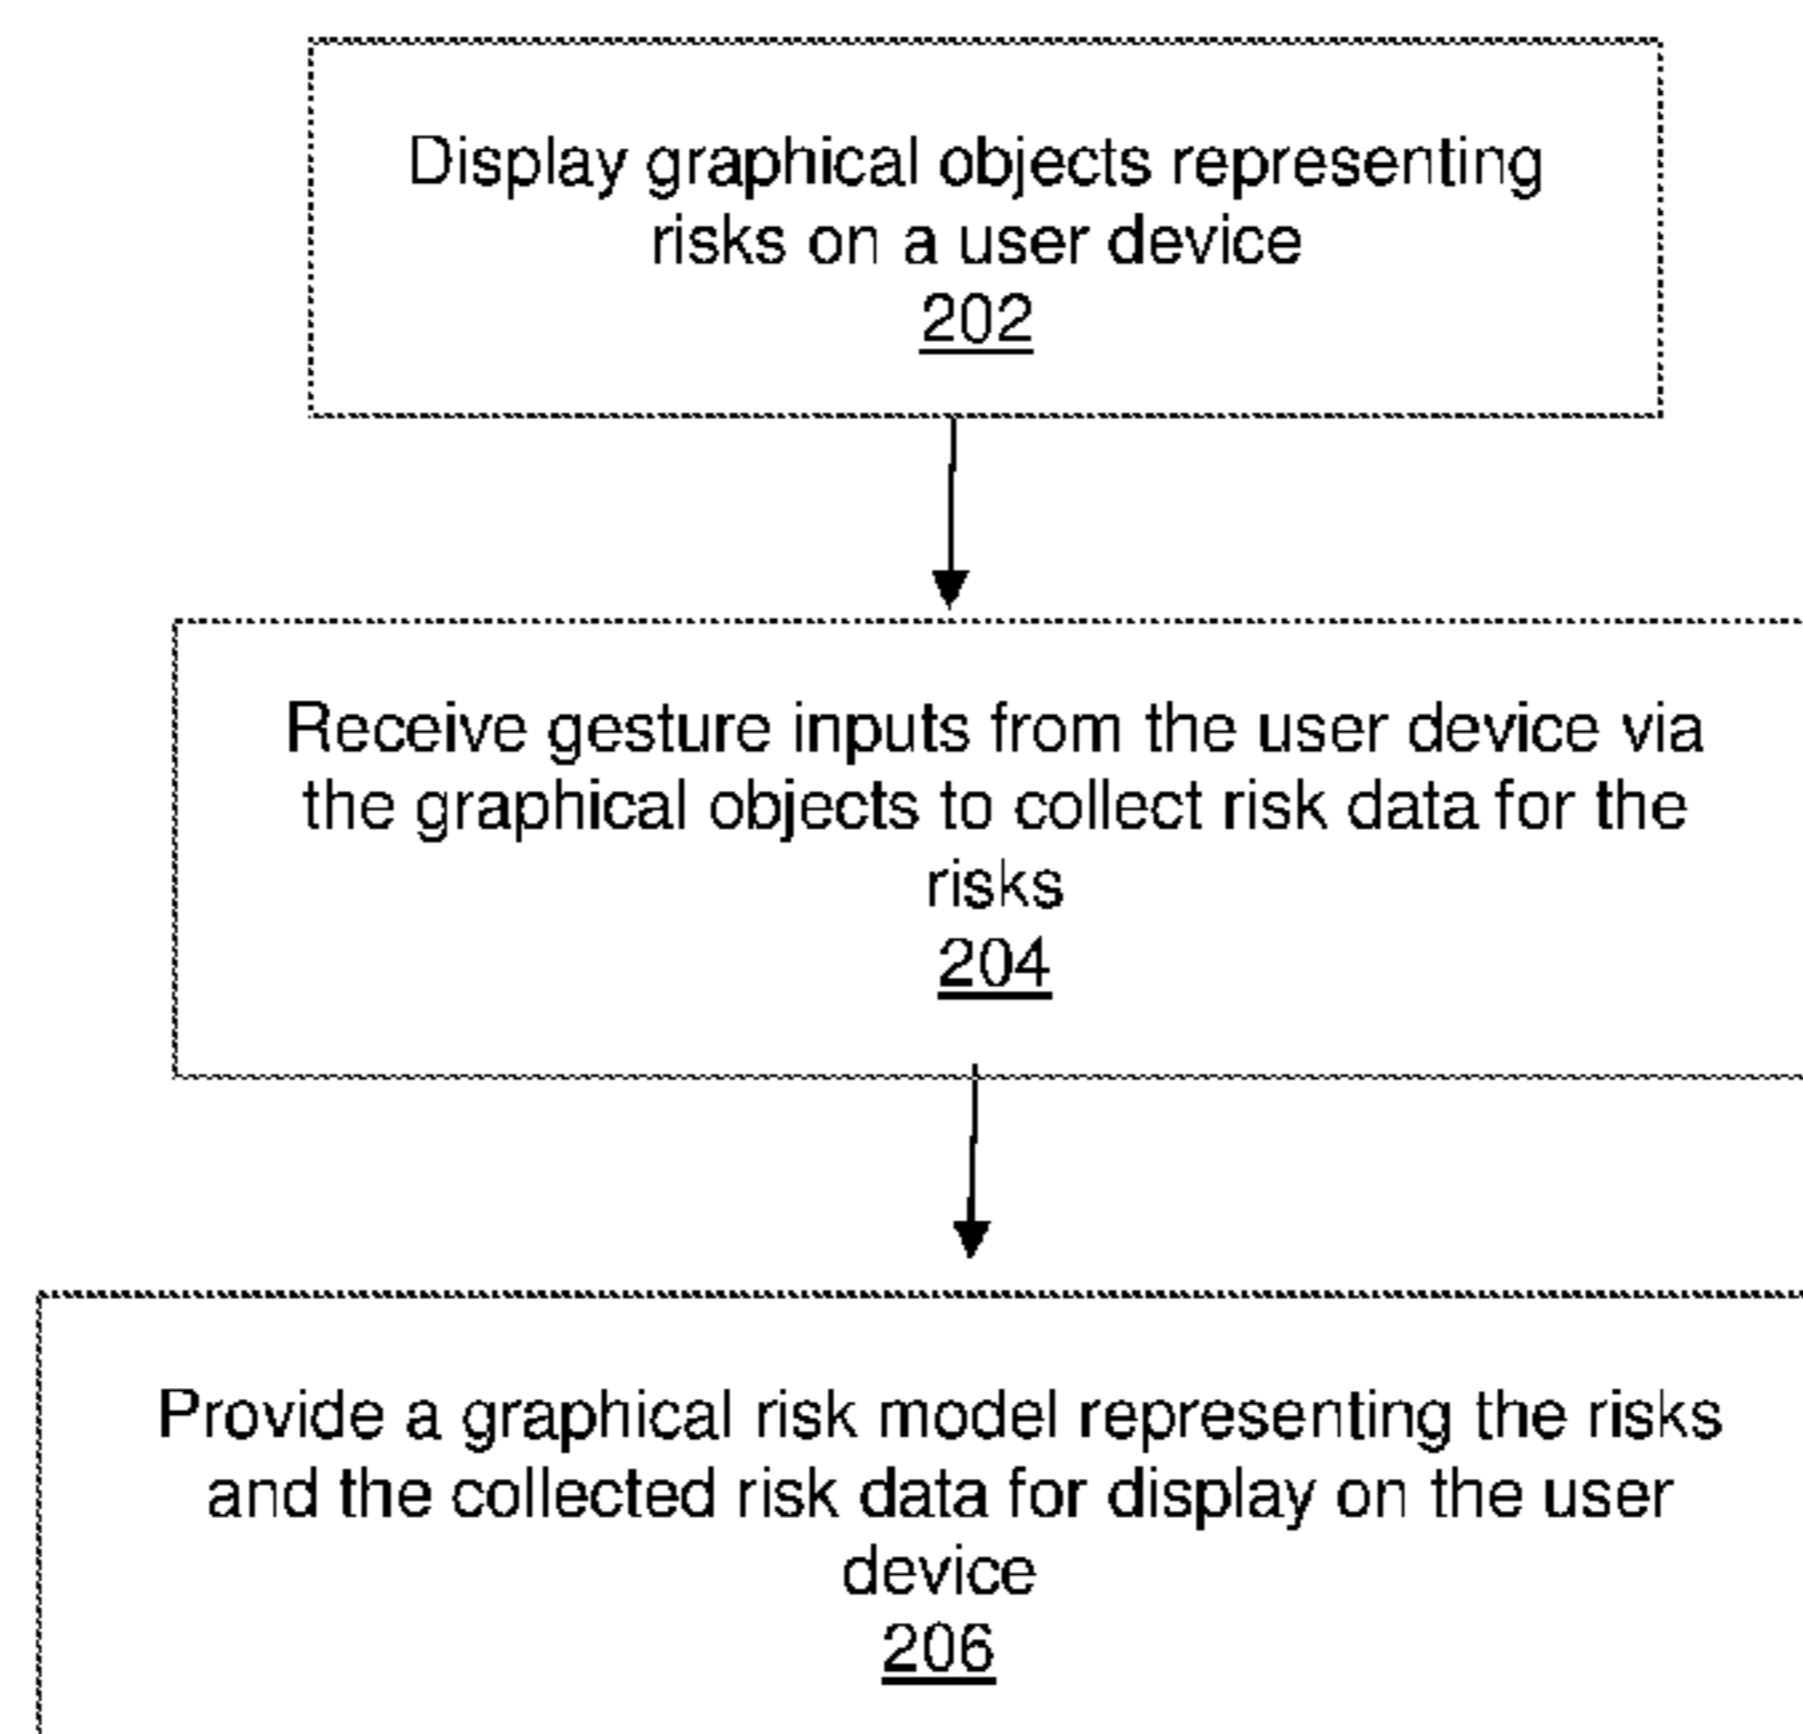 Display graphical objects representing
risks on a user device
202
Receive gesture inputs from the user device via
the graphical objects to collect risk data for the
risks
204
Provide a graphical risk model representing the risks
and the collected risk data for display on the user
device
206